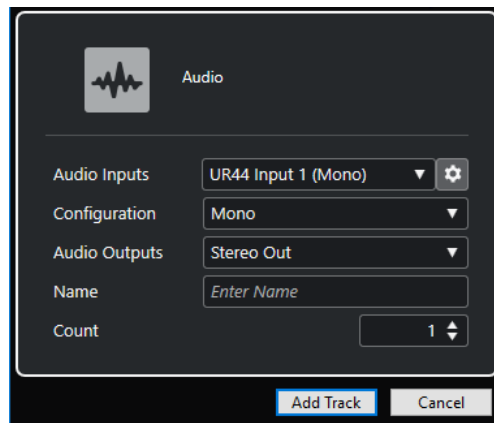 Audio
Audio Inputs UR44 Input 1 (Mono)
Configuration Mono
Audio Outputs Stereo Out
Name Enter Name
Count 1
Add Track Cancel